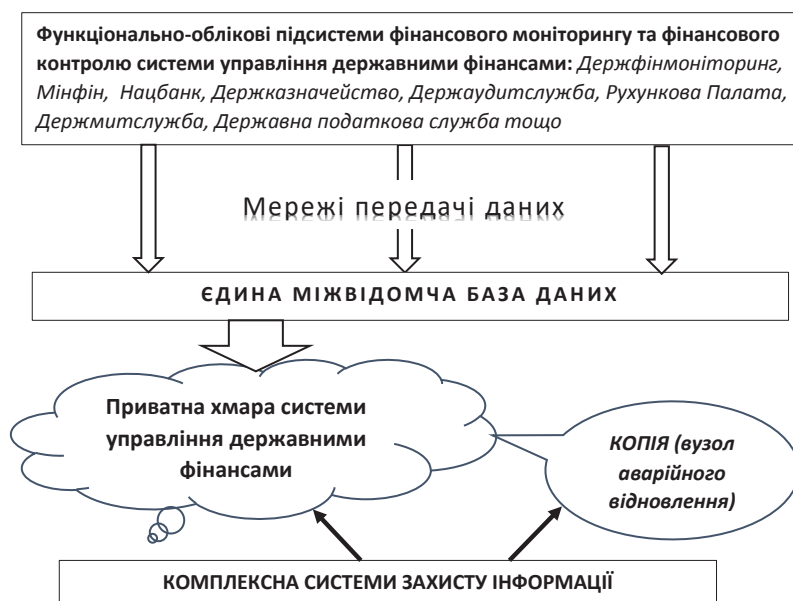 Функціонально-облікові підсистеми фінансового моніторингу та фінансового
контролю системи управління державними фінансами: Держфінмоніторинг,
Мінфін, Нацбанк, Держказначейство, Держаудитслужба, Рухункова Палата,
Держмитслужба, Державна податкова служба тощо
Мережі передачі даних
ЄДИНА МІЖВІДОМЧА БАЗА ДАНИХ
Приватна хмара системи
управління державними
фінансами
КОПІЯ (вузол
аварійного
відновлення)
КОМПЛЕКСНА СИСТЕМИ ЗАХИСТУ ІНФОРМАЦІЇ